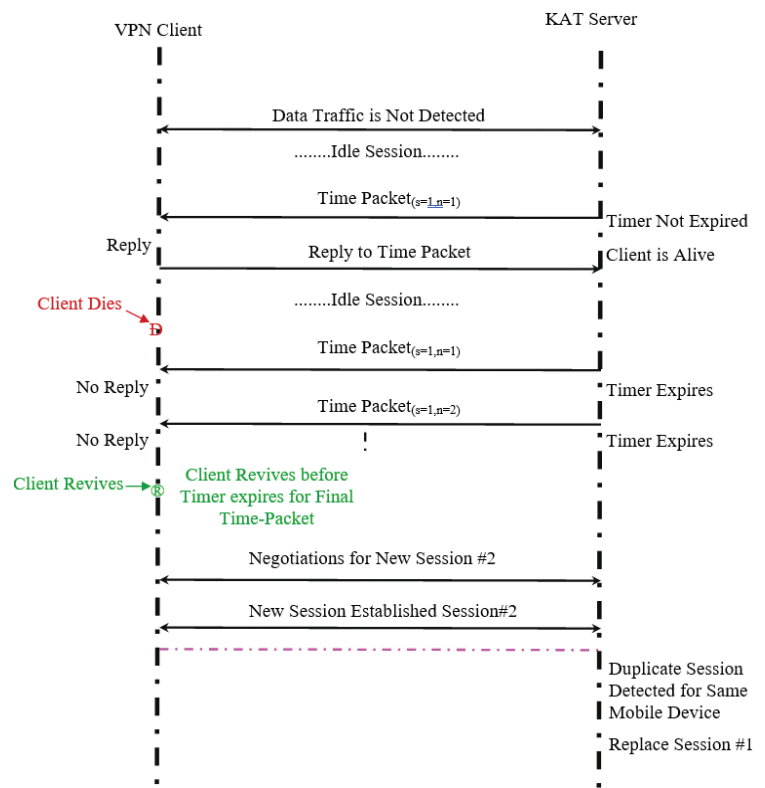 VPN Client
KAT Server
Data Traffic is Not Detected
........Idle Session........
Time Packet(s=1,n=1)
Timer Not Expired
Reply
Reply to Time Packet
Client is Alive
........Idle Session........
Client Dies
D
Time Packet(s=1,n=1)
No Reply
Timer Expires
Time Packet(s=1,n=2)
No Reply
Timer Expires
Client Revives
®
Client Revives before
Timer expires for Final
Time-Packet
Negotiations for New Session #2
New Session Established Session#2
Duplicate Session
Detected for Same
Mobile Device
Replace Session #1